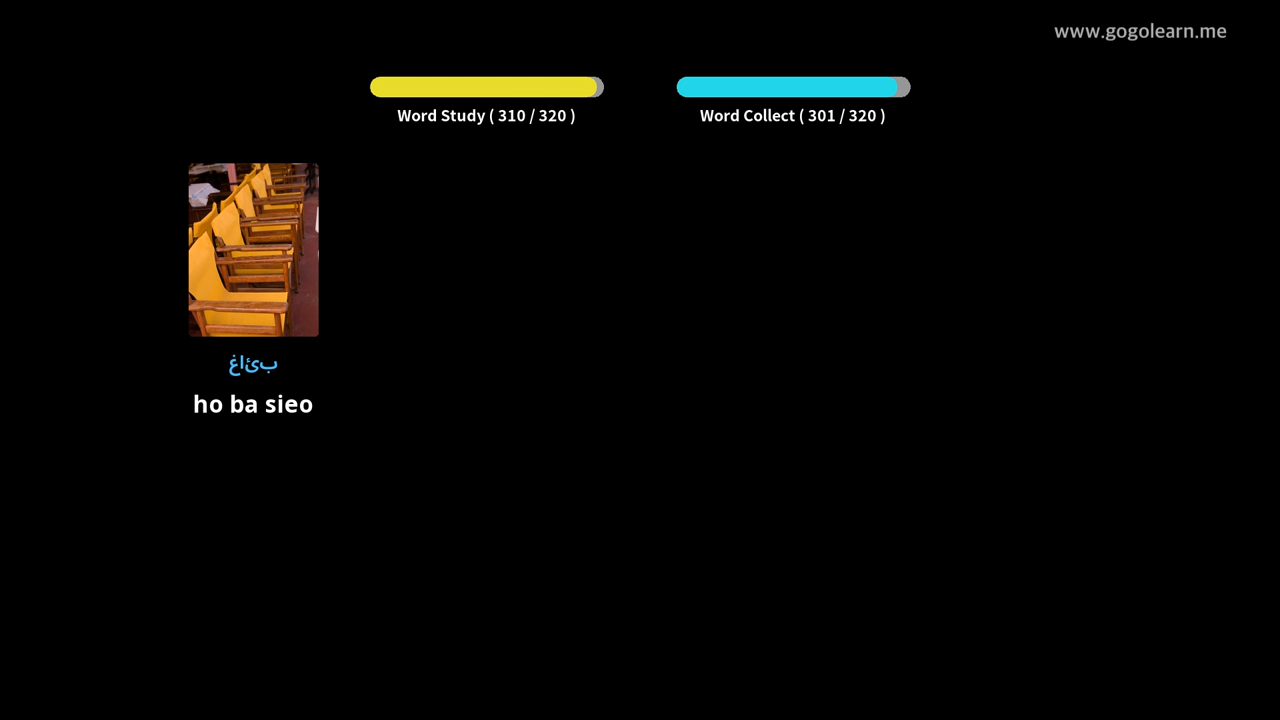 www.gogolearn.me
Word Study ( 310 / 320 )
Word Collect ( 301 / 320 )
بئاغ
ho ba sieo